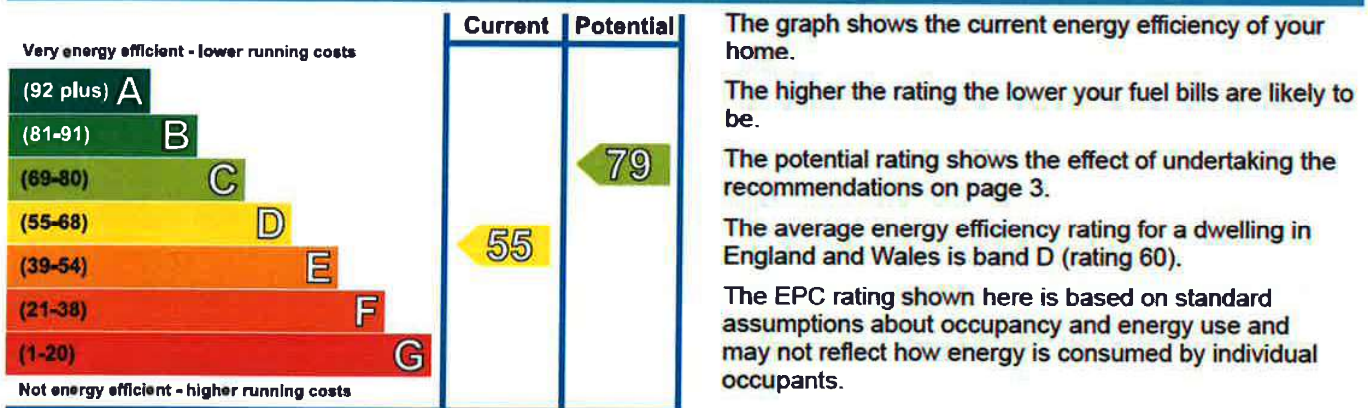 Current Potential
Very energy efficient - lower running costs
(92 plus) A
(81-91) B
(69-80) C
(55-68) D
(39-54) E
(21-38) F
(1-20) G
Not energy efficient - higher running costs
79
55
The graph shows the current energy efficiency of your
home.
The higher the rating the lower your fuel bills are likely to
be.
The potential rating shows the effect of undertaking the
recommendations on page 3.
The average energy efficiency rating for a dwelling in
England and Wales is band D (rating 60).
The EPC rating shown here is based on standard
assumptions about occupancy and energy use and
may not reflect how energy is consumed by individual
occupants.